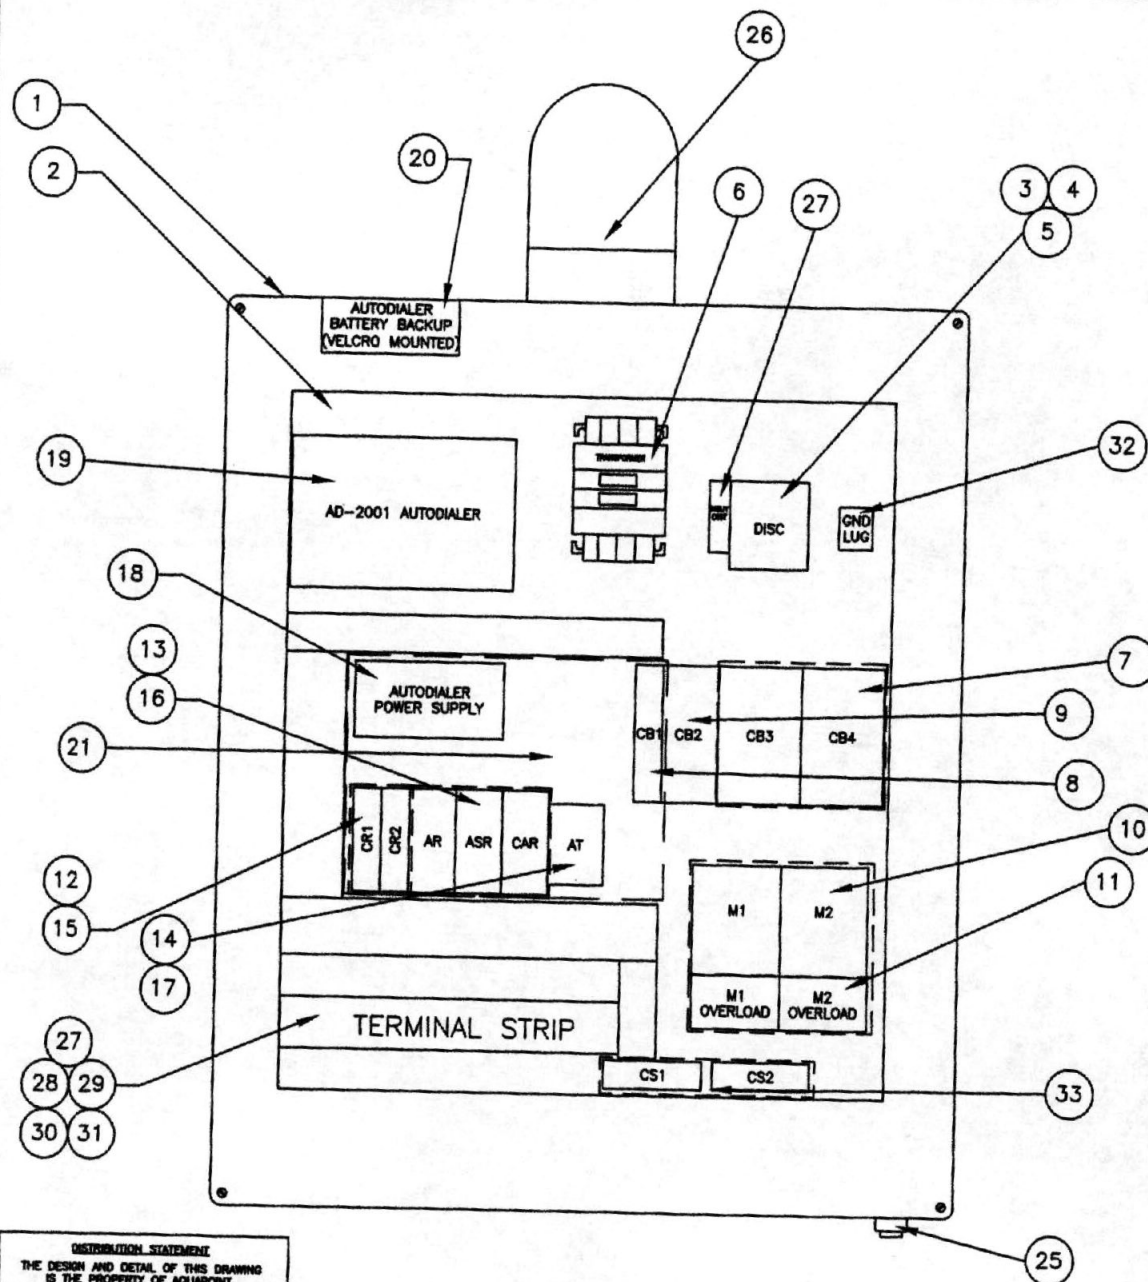 26
1
20
2
6
27
3 4
5
AUTODIALER
BATTERY BACKUP
(VELCRO MOUNTED)
19
TRANSFORMER
32
AD-2001 AUTODIALER
DISC
GND
LUG
18
13
16
7
AUTODIALER
POWER SUPPLY
9
CB1
CB2
CB3
CB4
21
8
10
CR1
CR2
AR
ASR
CAR
AT
12
15
11
M1
M2
14
17
M1
OVERLOAD
M2
OVERLOAD
TERMINAL STRIP
27
28 29
30 31
CS1
CS2
33
25
DISTRIBUTION STATEMENT
THE DESIGN AND DETAIL OF THIS DRAWING
IS THE PROPERTY OF AQUAPOINT